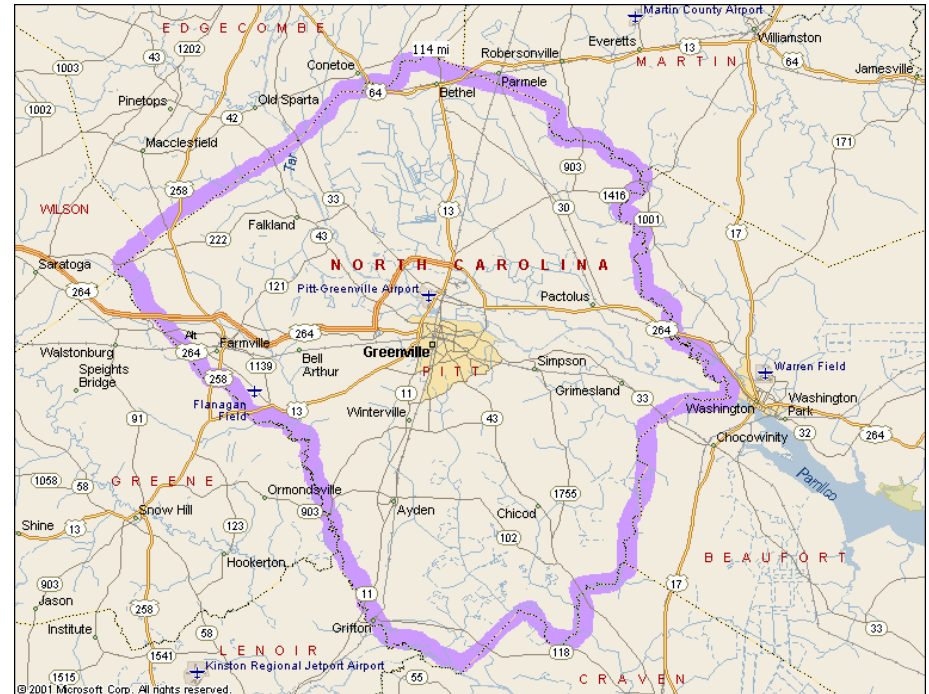 Martin County Airport
EDGECOMBE
Williamston
1202
Everetts
13
114 mi
Robersonville
43
MARTIN
64
1003
Conetoe
Parmele
Jamesville
64
Bethel
Pinetops
Old Sparta
1002
42
171
Macclesfield
Tar
903
258
33
1416
WILSON
13
30
1001
Falkland
222
43
17
Saratoga
NORTH CAROLINA
121
264
Pitt-Greenville Airport
Pactolus
264
Alt
264
Walstonburg
264
Farmville
Greenville
Simpson
Speights
Bridge
1139
Bell
Arthur
PITT
Warren Field
258
Grimesland
Flanagan
Field
11
33
Washington
Washington
Park
13
Winterville
91
43
32
264
Chocowinity
1058
58
GREENE
Pamlico
Ormondsville
1755
Snow Hill
903
Ayden
Chicod
Shine
13
123
102
Hookerton
BEAUFORT
903
17
Jason
258
11
Institute
58
Grifton
33
LENOIR
118
1541
Kinston Regional Jetport Airport
55
CRAVEN
1515
© 2001 Microsoft Corp. All rights reserved.